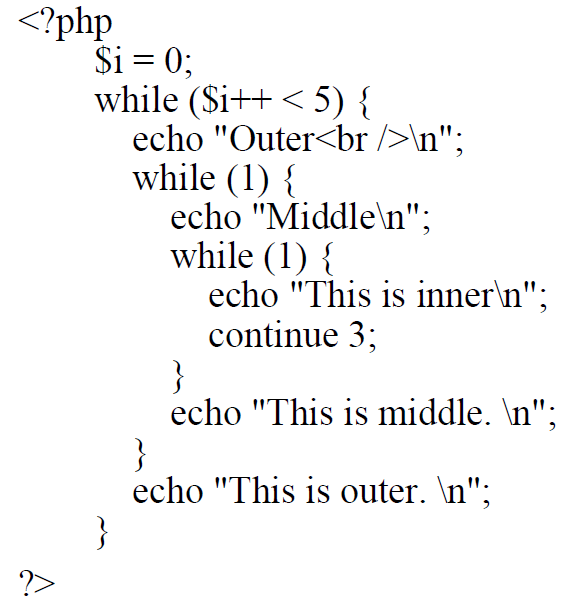 <?php
$i = 0;
while ($i++ < 5) {
echo "Outer<br />\n";
while (1) {
echo "Middle\n";
while (1) {
echo "This is inner\n";
continue 3;
}
echo "This is middle. \n";
}
echo "This is outer. \n";
}
?>